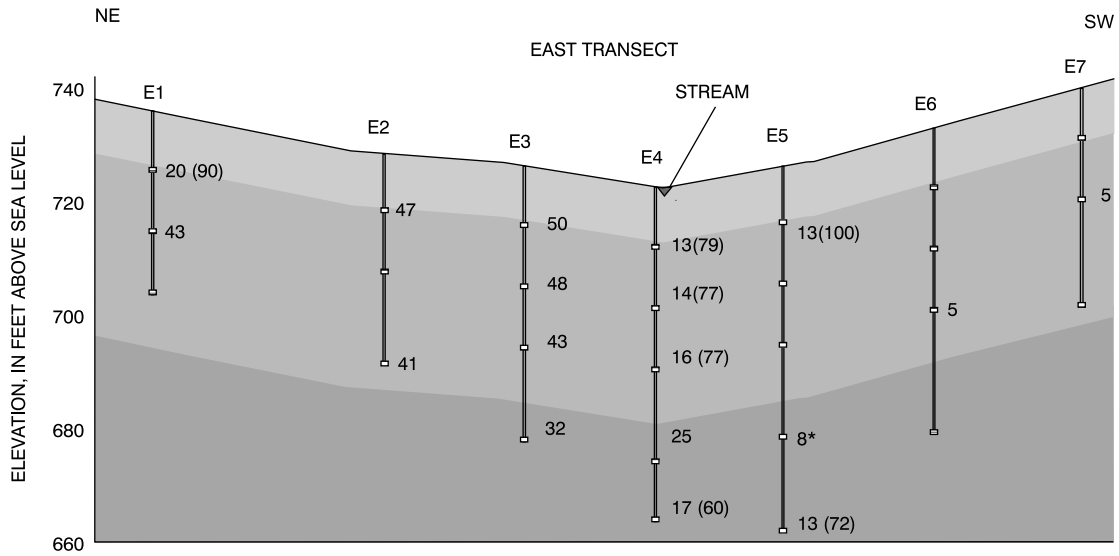 NE
SW
EAST TRANSECT
STREAM
E1
E2
E3
E4
E5
E6
E7
ELEVATION, IN FEET ABOVE SEA LEVEL
740
720
700
680
660
20 (90)
43
47
41
50
48
43
32
13(79)
14(77)
16 (77)
25
17 (60)
13(100)
8*
13 (72)
5
5